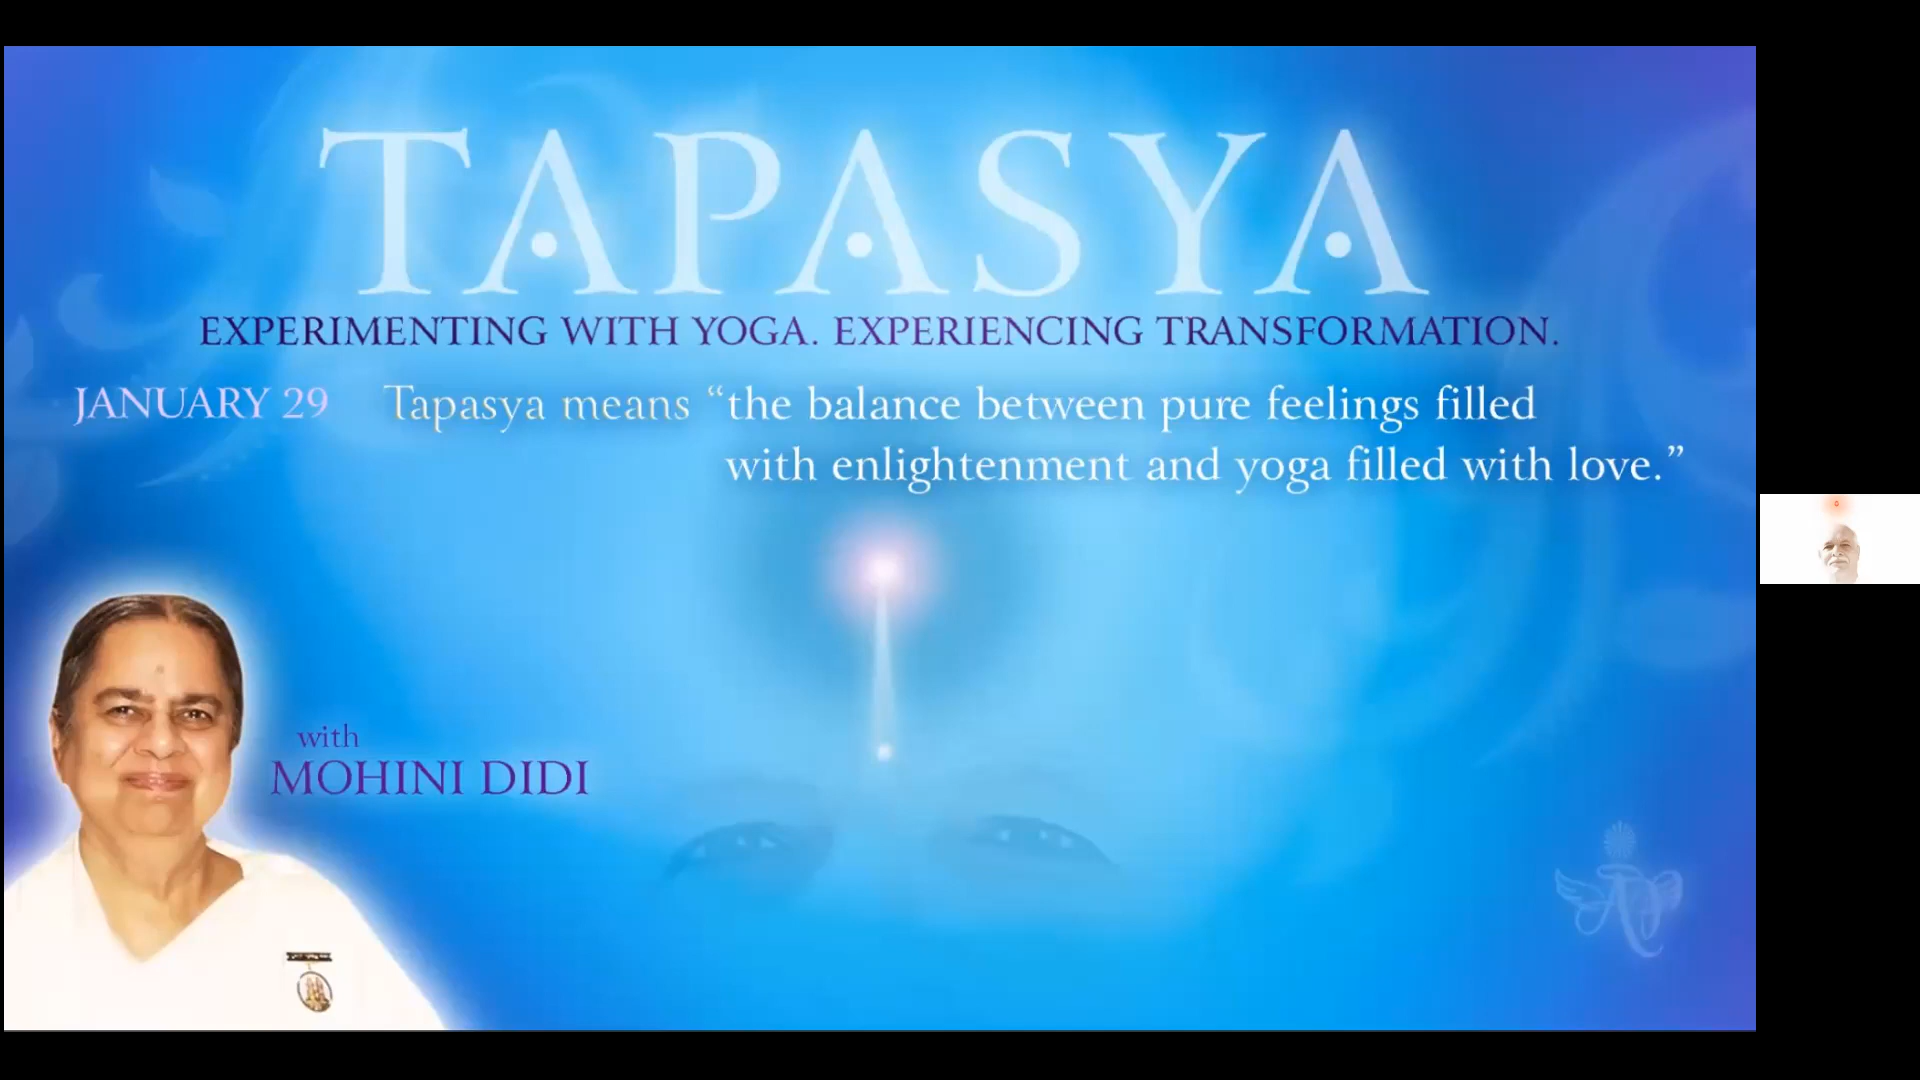 TAPASYA
EXPERIMENTING WITH YOGA. EXPERIENCING TRANSFORMATION.
JANUARY 29 Tapasya means “the balance between pure feelings filled
with enlightenment and yoga filled with love.”
with
MOHINI DIDI